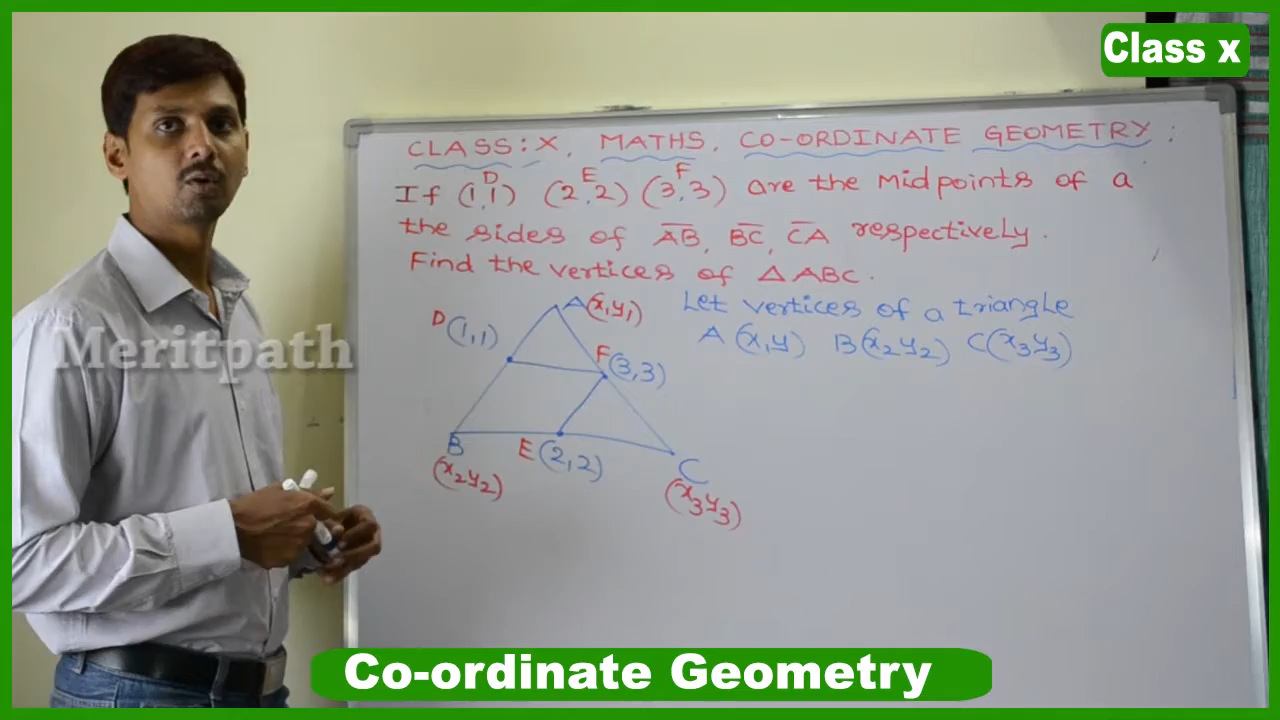 Class x
CLASS: X, MATHS, CO-ORDINATE GEOMETRY :
D E F
If (1,1) (2,2) (3,3) are the Midpoints of a
the sides of AB, BC, CA respectively.
Find the vertices of △ ABC.
A(x,y₁) Let vertices of a triangle
D(1,1) A (x,y) B(x₂y₂) C(x₃y₃)
F(3,3)
B E(2,2) C
(x₂y₂) (x₃y₃)
Meritpath
Co-ordinate Geometry